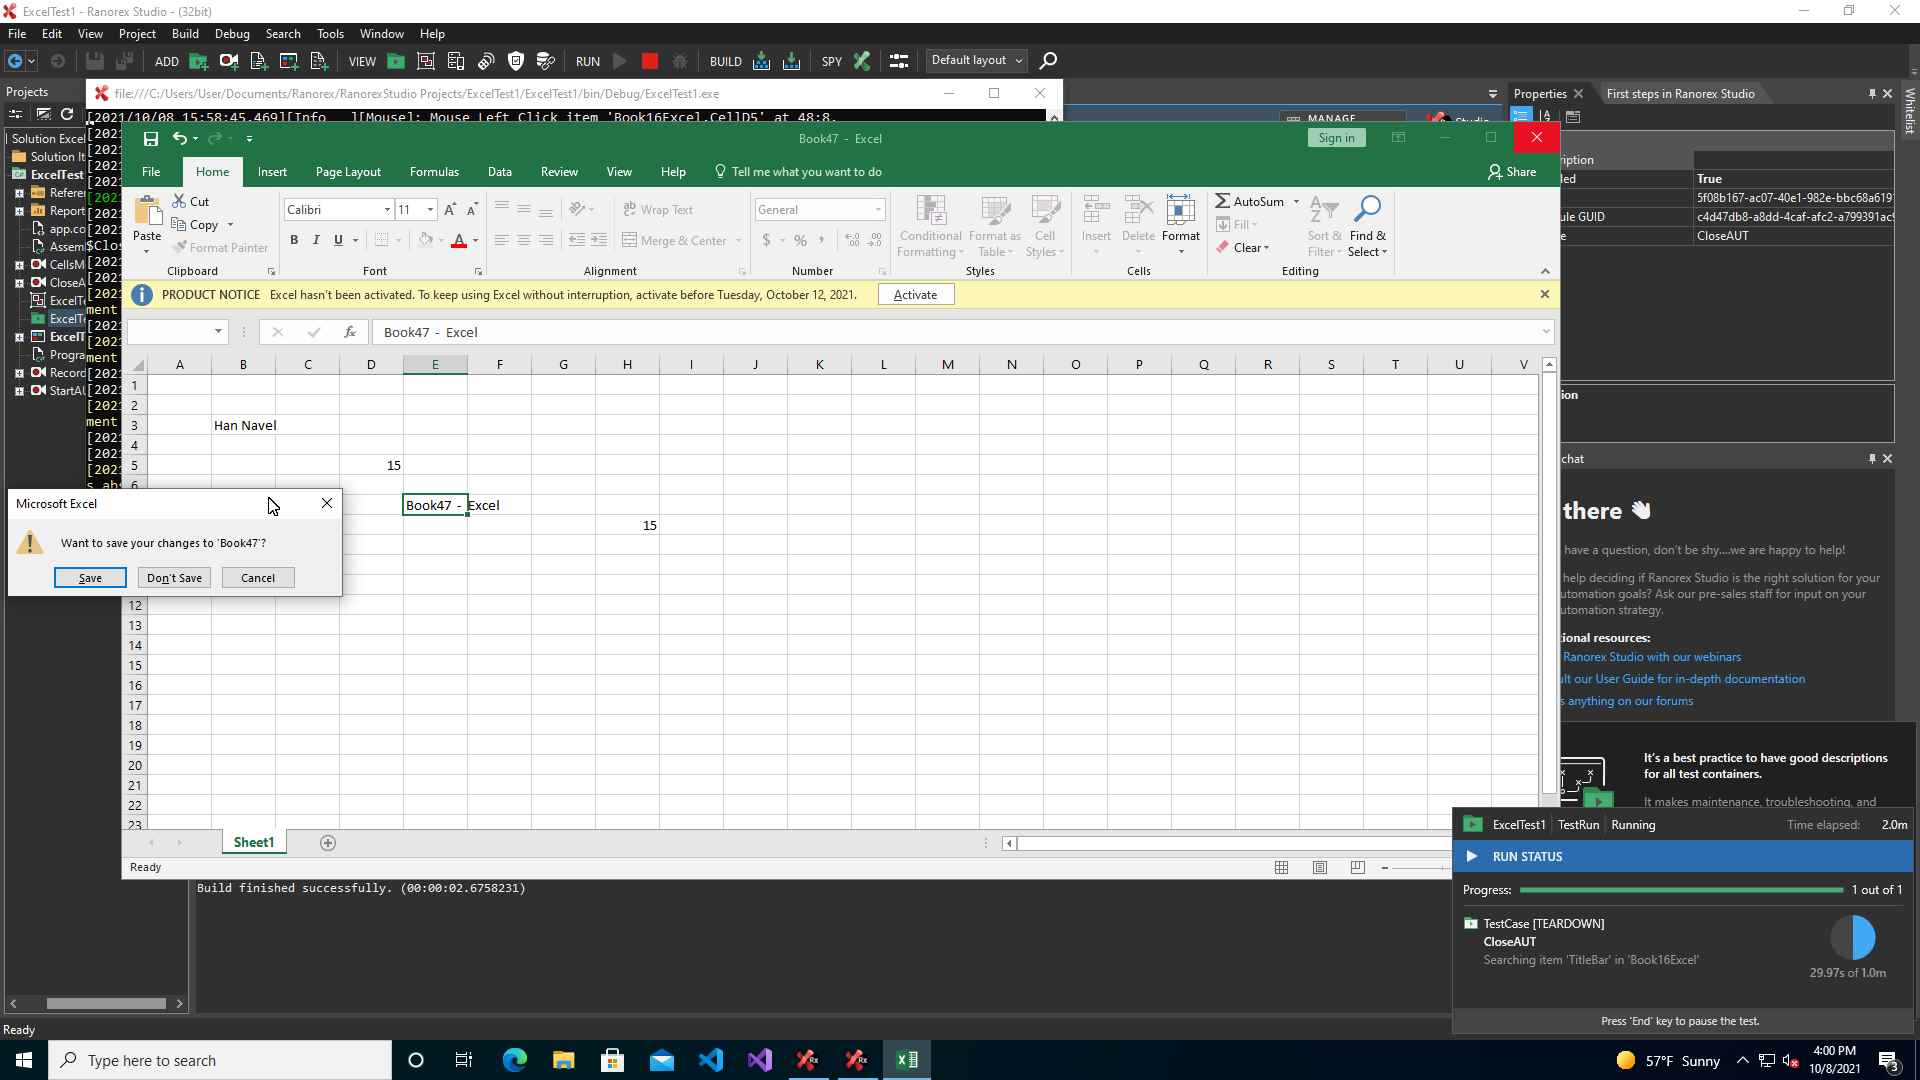 ExcelTest1 - Ranorex Studio - (32bit)
File Edit View Project Build Debug Search Tools Window Help
ADD VIEW RUN BUILD SPY Default layout
Projects
file:///C:/Users/User/Documents/Ranorex/RanorexStudio Projects/ExcelTest1/ExcelTest1/bin/Debug/ExcelTest1.exe
Properties First steps in Ranorex Studio
Whitelist
[2021/10/08 15:58:45.469][Info ][Mouse]: Mouse Left Click item 'Book16Excel.CellD5' at 48:8.
MANAGE
Studio
Solution Excel
Solution It
ExcelTest
Referen
Report
app.co
Assem
CellsM
CloseA
ExcelTe
ExcelTe
ExcelT
Progra
Record
StartAU
$Clos
ment
ment
ment
s abs
Book47 - Excel
Sign in
File Home Insert Page Layout Formulas Data Review View Help Tell me what you want to do Share
Paste Cut
Copy
Format Painter
Clipboard
Calibri 11
B I U
Font
Wrap Text
Merge & Center
Alignment
General
$ % ,
Number
Conditional Formatting
Format as Table
Cell Styles
Styles
Insert Delete Format
Cells
AutoSum
Fill
Clear
Sort & Filter
Find & Select
Editing
PRODUCT NOTICE Excel hasn't been activated. To keep using Excel without interruption, activate before Tuesday, October 12, 2021. Activate
fx Book47 - Excel
A B C D E F G H I J K L M N O P Q R S T U V
1
2
3 Han Navel
4
5 15
6
Book47 - Excel
15
12
13
14
15
16
17
18
19
20
21
22
23
Microsoft Excel
Want to save your changes to 'Book47'?
Save Don't Save Cancel
Sheet1
Ready
Build finished successfully. (00:00:02.6758231)
iption
led True
5f08b167-ac07-40e1-982e-bbc68a619
ule GUID c4d47db8-a8dd-4caf-afc2-a799391ac9
e CloseAUT
ion
chat
there
have a question, don't be shy....we are happy to help!
help deciding if Ranorex Studio is the right solution for your
utomation goals? Ask our pre-sales staff for input on your
utomation strategy.
ional resources:
Ranorex Studio with our webinars
ult our User Guide for in-depth documentation
s anything on our forums
It's a best practice to have good descriptions
for all test containers.
It makes maintenance, troubleshooting, and
ExcelTest1 TestRun Running Time elapsed: 2.0m
RUN STATUS
Progress: 1 out of 1
TestCase [TEARDOWN]
CloseAUT
Searching item 'TitleBar' in 'Book16Excel'
29.97s of 1.0m
Press 'End' key to pause the test.
Ready
Type here to search
57°F Sunny
4:00 PM
10/8/2021
3